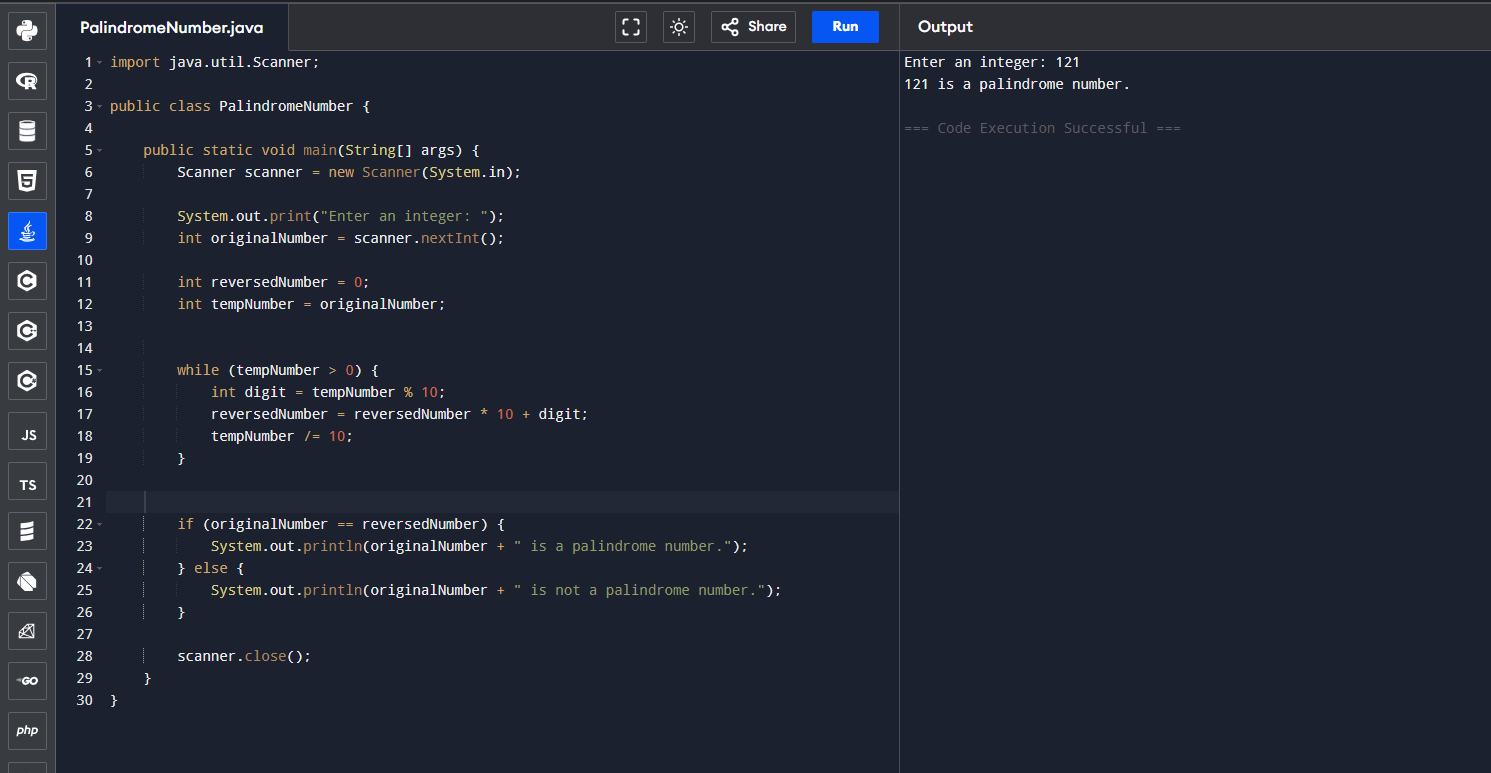 PalindromeNumber.java
Share
Run
Output
R
5
C
C
C
JS
TS
GO
php
1 import java.util.Scanner;
2
3 public class PalindromeNumber {
4
5     public static void main(String[] args) {
6         Scanner scanner = new Scanner(System.in);
7
8         System.out.print("Enter an integer: ");
9         int originalNumber = scanner.nextInt();
10
11         int reversedNumber = 0;
12         int tempNumber = originalNumber;
13
14
15         while (tempNumber > 0) {
16             int digit = tempNumber % 10;
17             reversedNumber = reversedNumber * 10 + digit;
18             tempNumber /= 10;
19         }
20
21
22         if (originalNumber == reversedNumber) {
23             System.out.println(originalNumber + " is a palindrome number.");
24         } else {
25             System.out.println(originalNumber + " is not a palindrome number.");
26         }
27
28         scanner.close();
29     }
30 }
Enter an integer: 121
121 is a palindrome number.
=== Code Execution Successful ===